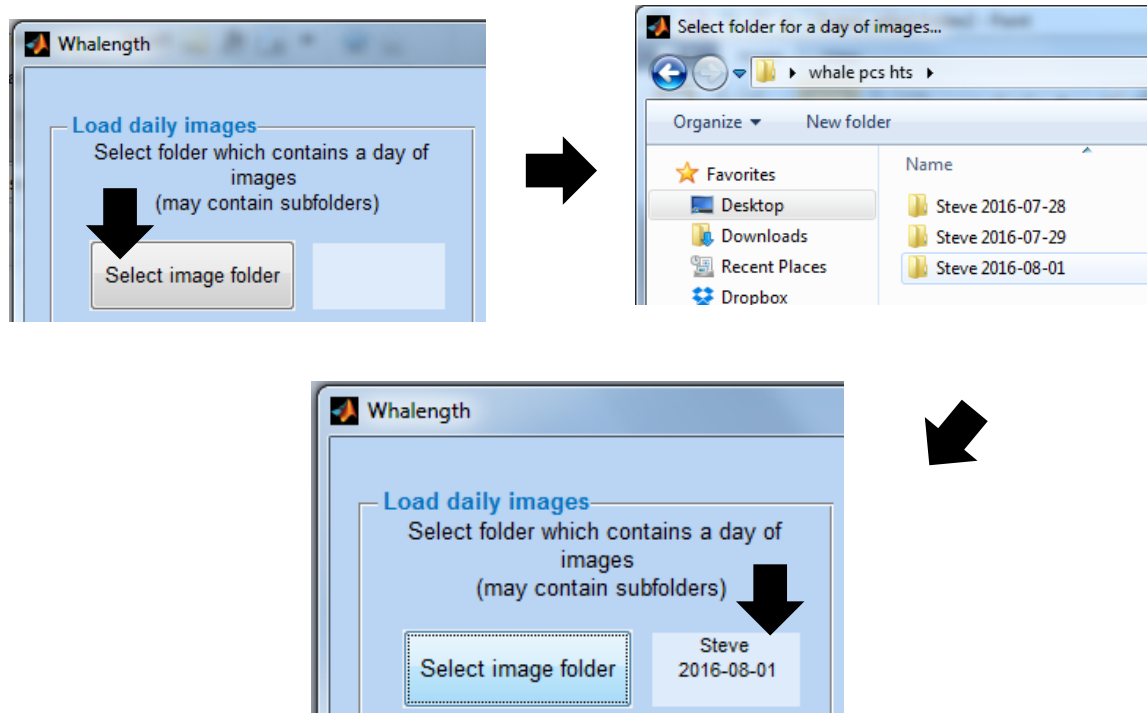 Whalength
Load daily images
Select folder which contains a day of
images
(may contain subfolders)
Select image folder
Select folder for a day of images...
whale pcs hts
Organize
New folder
Favorites
Desktop
Downloads
Recent Places
Dropbox
Name
Steve 2016-07-28
Steve 2016-07-29
Steve 2016-08-01
Whalength
Load daily images
Select folder which contains a day of
images
(may contain subfolders)
Select image folder
Steve
2016-08-01